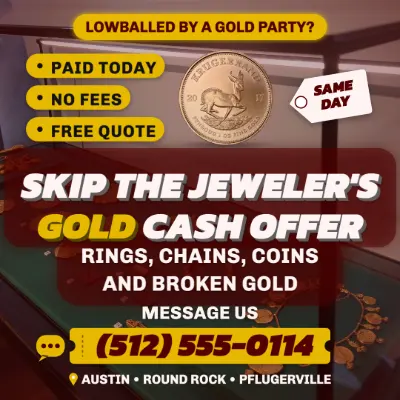 LOWBALLED BY A GOLD PARTY?
• PAID TODAY
• NO FEES
• FREE QUOTE
KRUGERRAND
SAME
DAY
SKIP THE JEWELER'S
GOLD CASH OFFER
RINGS, CHAINS, COINS
AND BROKEN GOLD
MESSAGE US
(512) 555-0114
AUSTIN • ROUND ROCK • PFLUGERVILLE